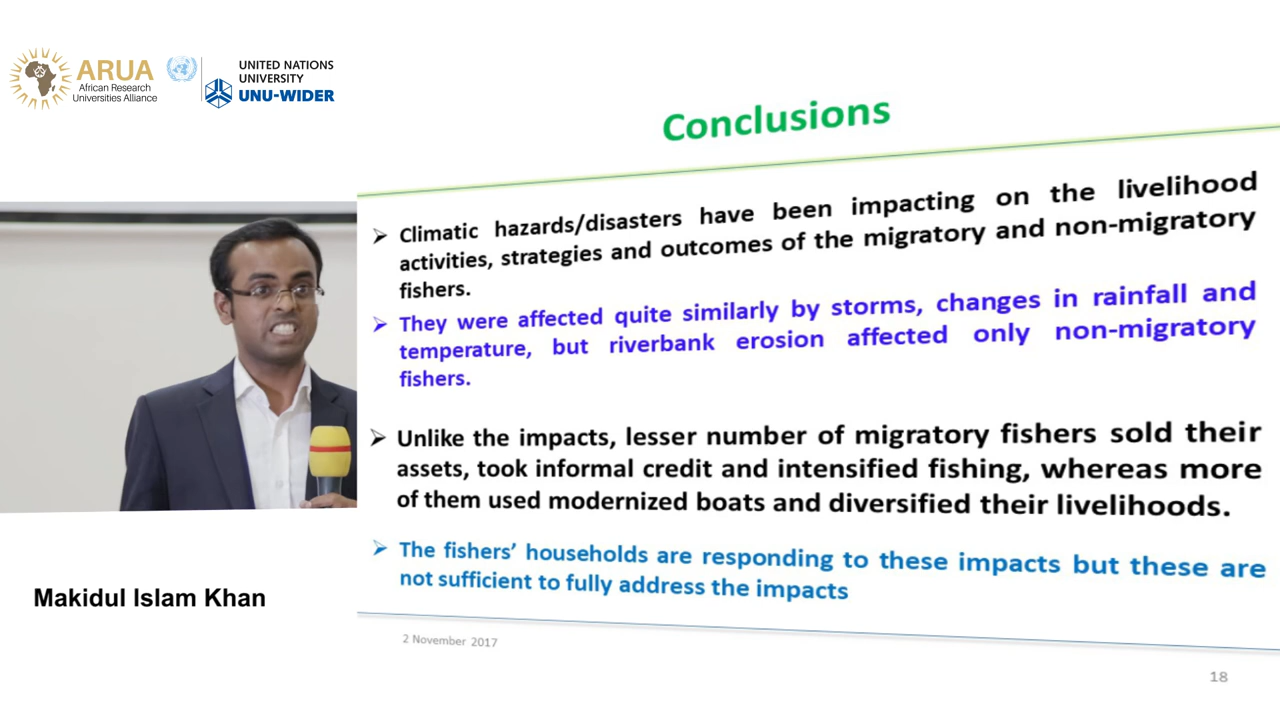 ARUA
African Research
Universities Alliance
UNITED NATIONS
UNIVERSITY
UNU-WIDER
Conclusions
➢ Climatic hazards/disasters have been impacting on the livelihood
activities, strategies and outcomes of the migratory and non-migratory
fishers.
➢ They were affected quite similarly by storms, changes in rainfall and
temperature, but riverbank erosion affected only non-migratory
fishers.
➢ Unlike the impacts, lesser number of migratory fishers sold their
assets, took informal credit and intensified fishing, whereas more
of them used modernized boats and diversified their livelihoods.
➢ The fishers’ households are responding to these impacts but these are
not sufficient to fully address the impacts
Makidul Islam Khan
2 November 2017
18